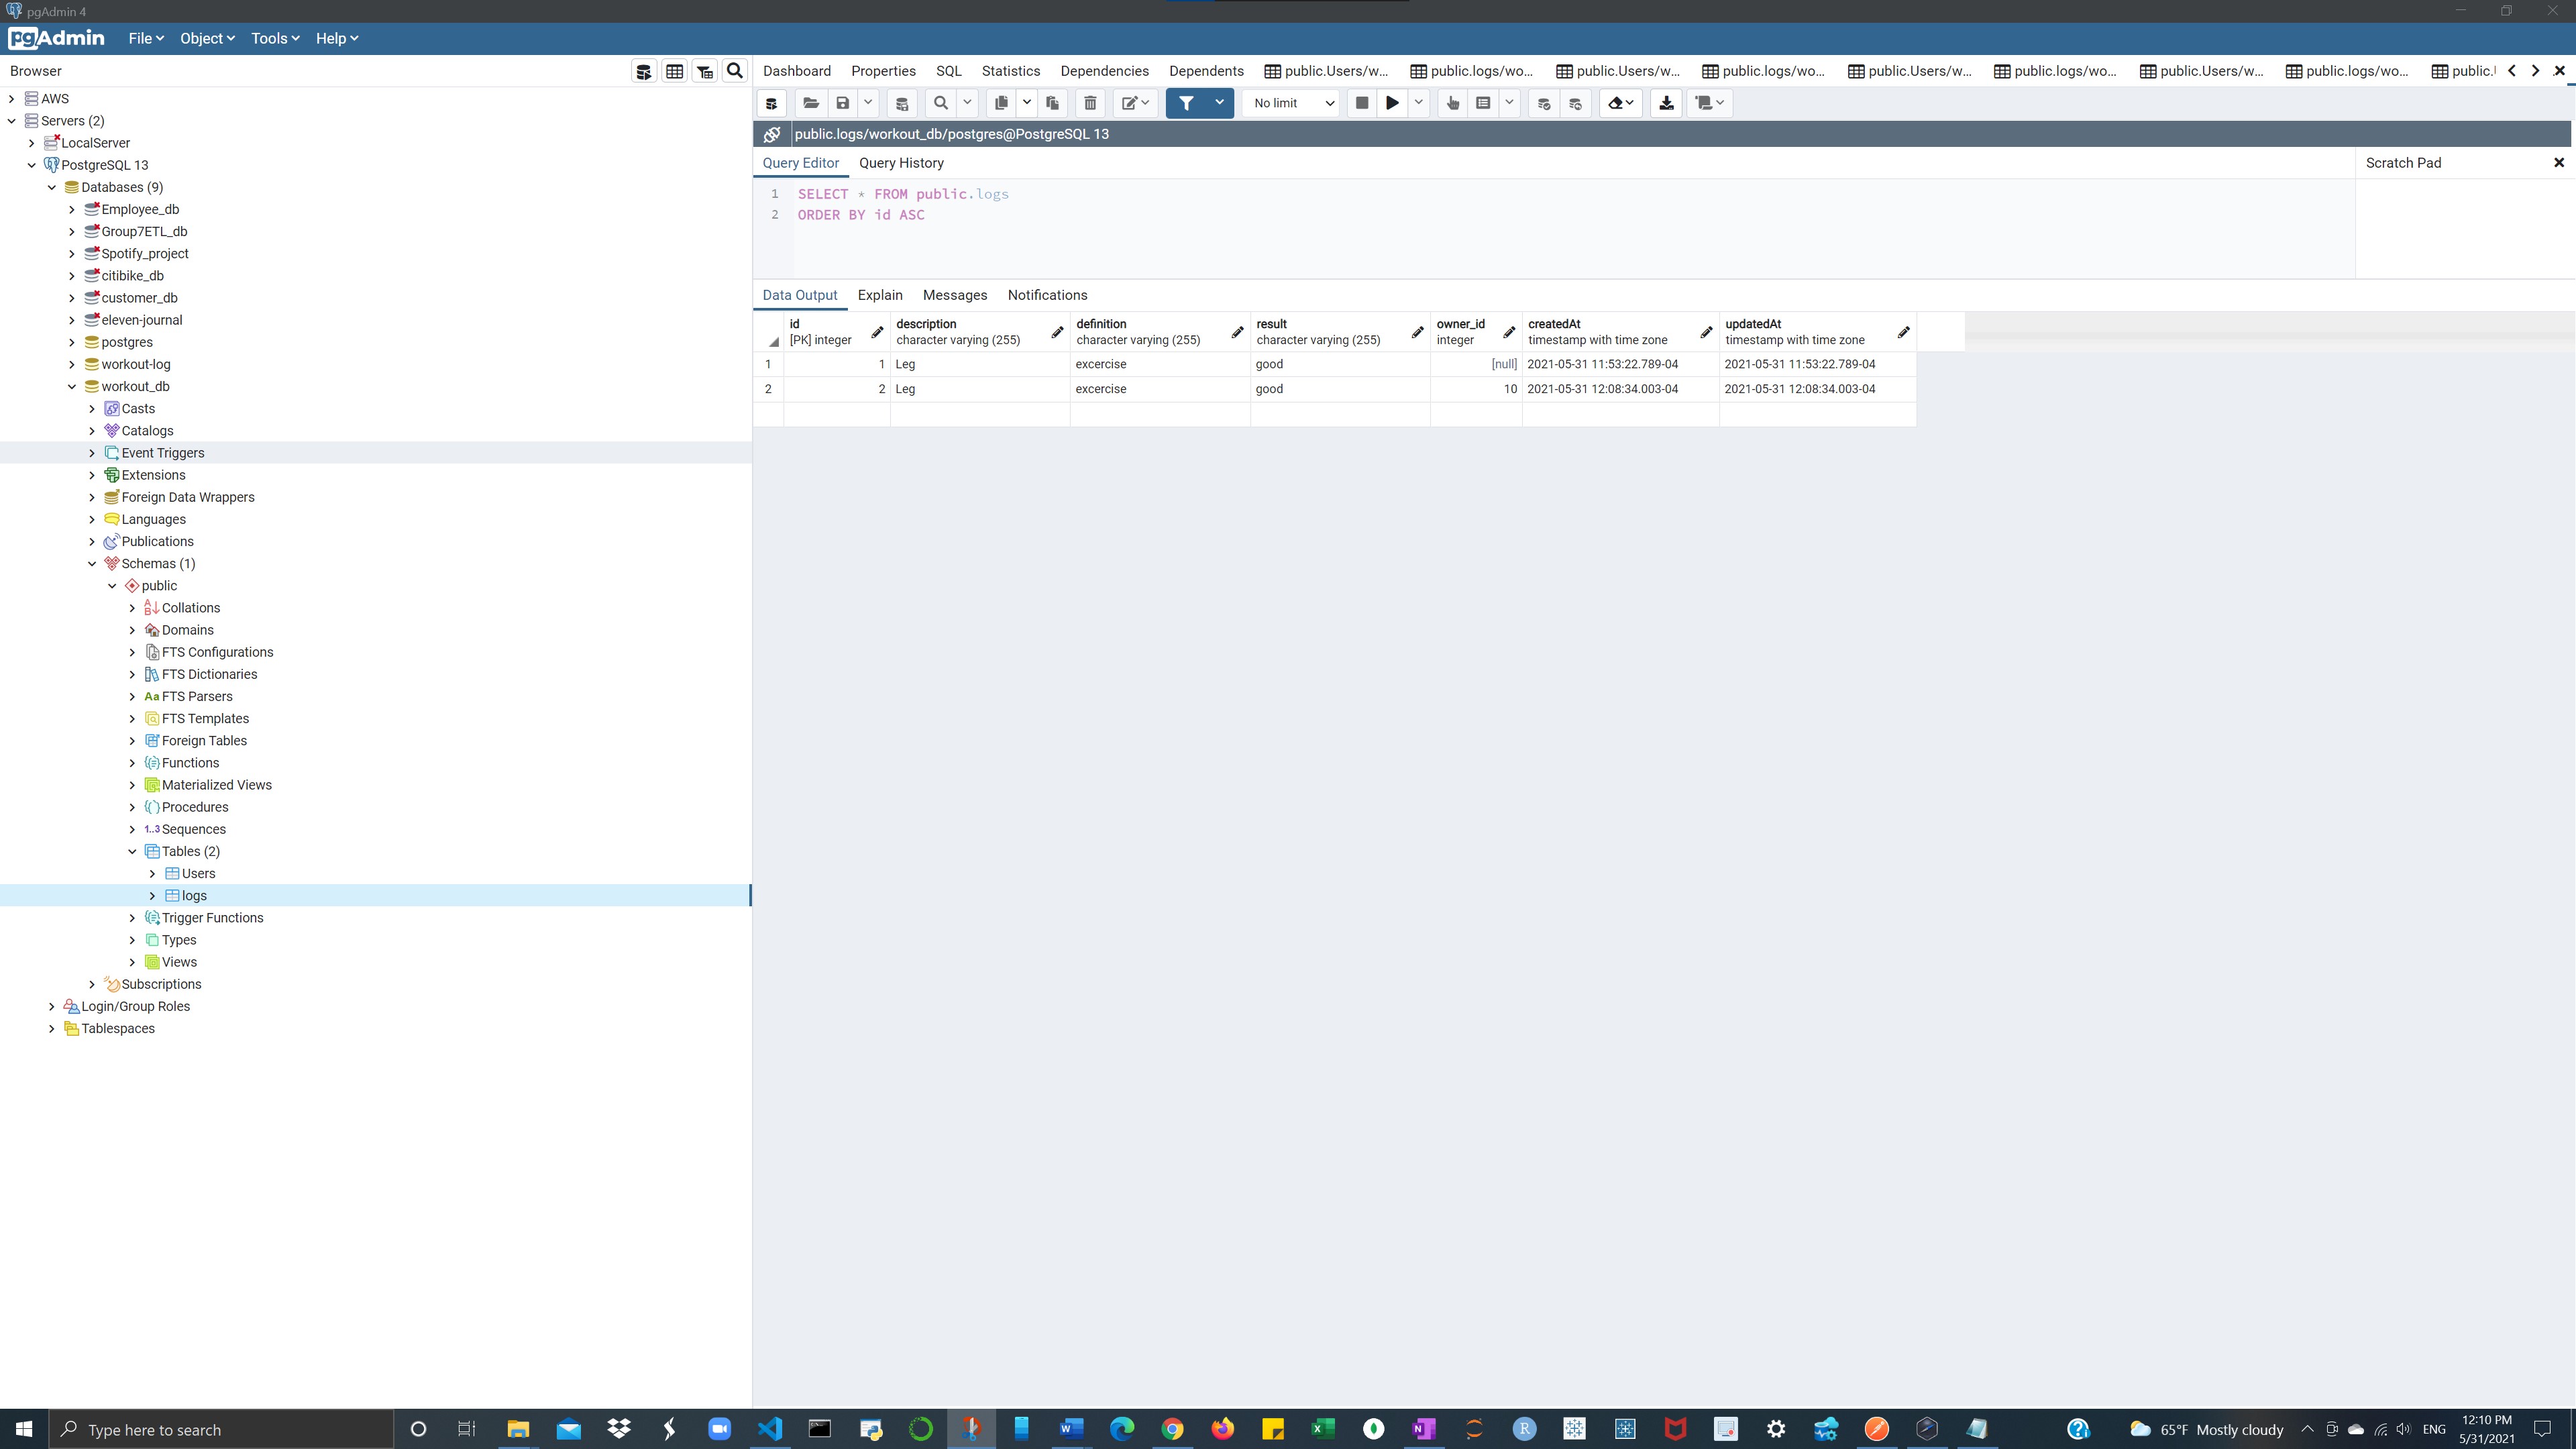 pgAdmin 4
pgAdmin File Object Tools Help
Browser
AWS
Servers (2)
LocalServer
PostgreSQL 13
Databases (9)
Employee_db
Group7ETL_db
Spotify_project
citibike_db
customer_db
eleven-journal
postgres
workout-log
workout_db
Casts
Catalogs
Event Triggers
Extensions
Foreign Data Wrappers
Languages
Publications
Schemas (1)
public
Collations
Domains
FTS Configurations
FTS Dictionaries
Aa FTS Parsers
FTS Templates
Foreign Tables
Functions
Materialized Views
Procedures
1..3 Sequences
Tables (2)
Users
logs
Trigger Functions
Types
Views
Subscriptions
Login/Group Roles
Tablespaces
Dashboard Properties SQL Statistics Dependencies Dependents public.Users/w... public.logs/wo... public.Users/w... public.logs/wo... public.Users/w... public.logs/wo... public.Users/w... public.logs/wo... public.
No limit
public.logs/workout_db/postgres@PostgreSQL 13
Query Editor Query History Scratch Pad
1 SELECT * FROM public.logs
2 ORDER BY id ASC
Data Output Explain Messages Notifications
id description definition result owner_id createdAt updatedAt
[PK] integer character varying (255) character varying (255) character varying (255) integer timestamp with time zone timestamp with time zone
1 1 Leg excercise good [null] 2021-05-31 11:53:22.789-04 2021-05-31 11:53:22.789-04
2 2 Leg excercise good 10 2021-05-31 12:08:34.003-04 2021-05-31 12:08:34.003-04
Type here to search
65°F Mostly cloudy ENG 12:10 PM
5/31/2021